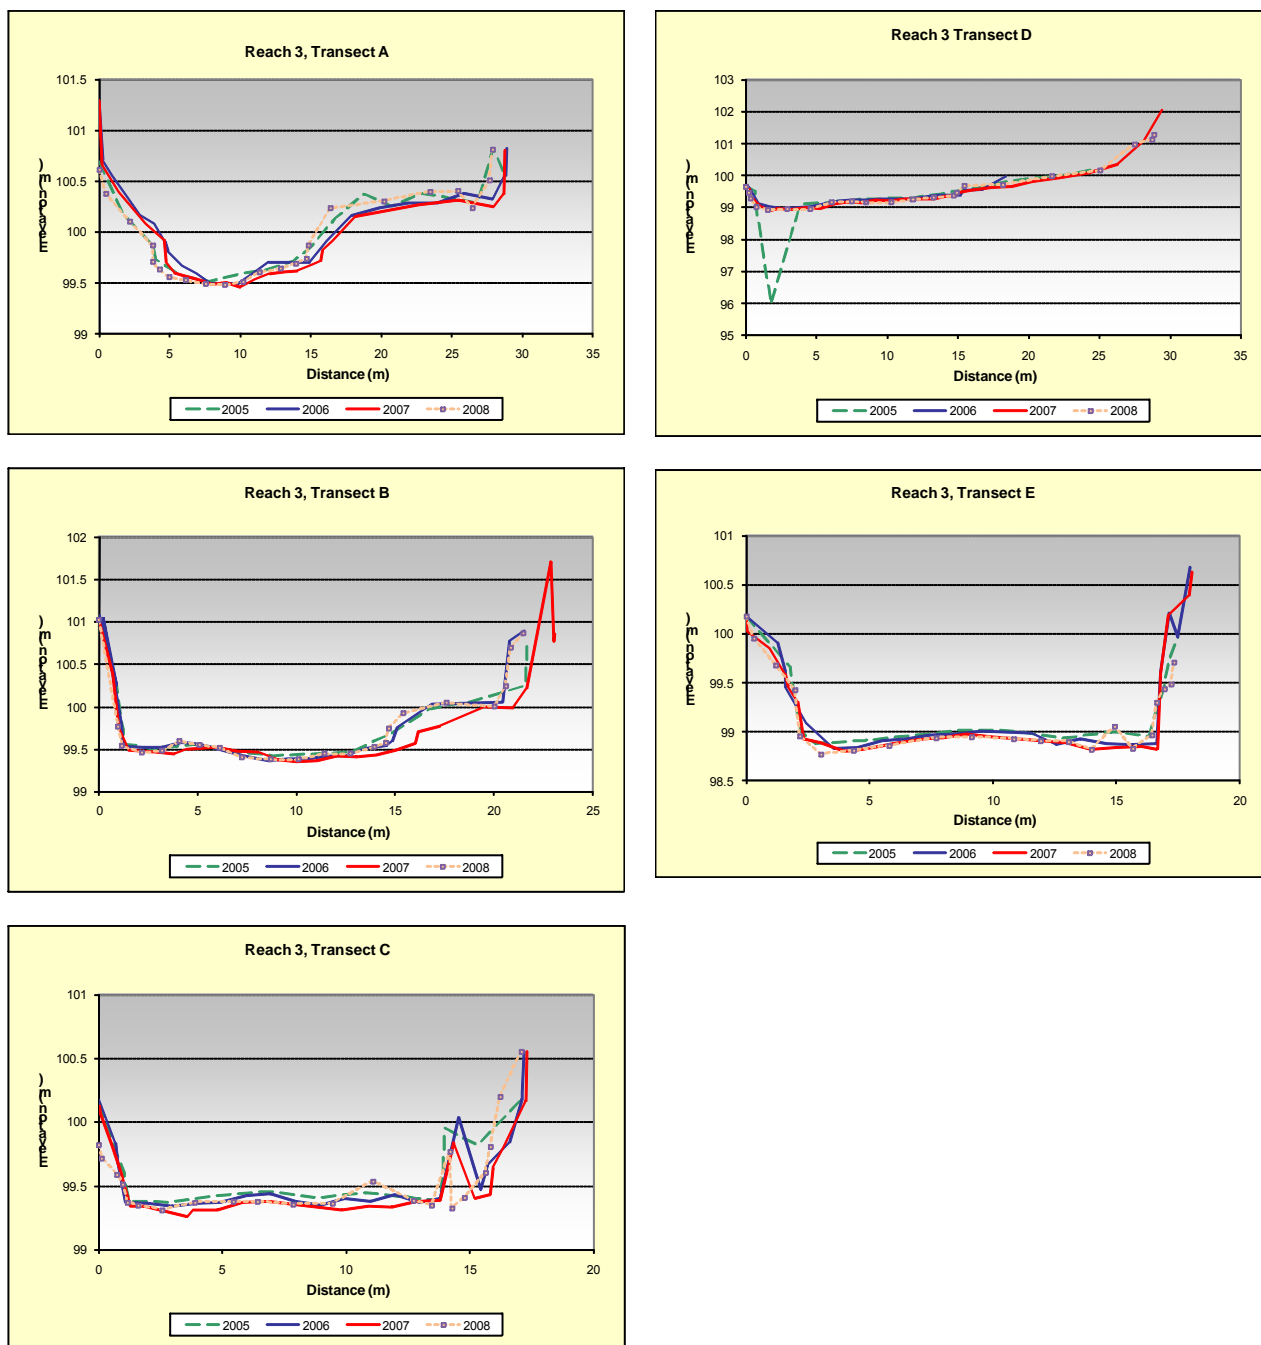 Reach 3, Transect A
Elevation (m)
101.5
101
100.5
100
99.5
99
0 5 10 15 20 25 30 35
Distance (m)
2005 2006 2007 2008
Reach 3 Transect D
Elevation (m)
103
102
101
100
99
98
97
96
95
0 5 10 15 20 25 30 35
Distance (m)
2005 2006 2007 2008
Reach 3, Transect B
Elevation (m)
102
101.5
101
100.5
100
99.5
99
0 5 10 15 20 25
Distance (m)
2005 2006 2007 2008
Reach 3, Transect E
Elevation (m)
101
100.5
100
99.5
99
98.5
0 5 10 15 20
Distance (m)
2005 2006 2007 2008
Reach 3, Transect C
Elevation (m)
101
100.5
100
99.5
99
0 5 10 15 20
Distance (m)
2005 2006 2007 2008